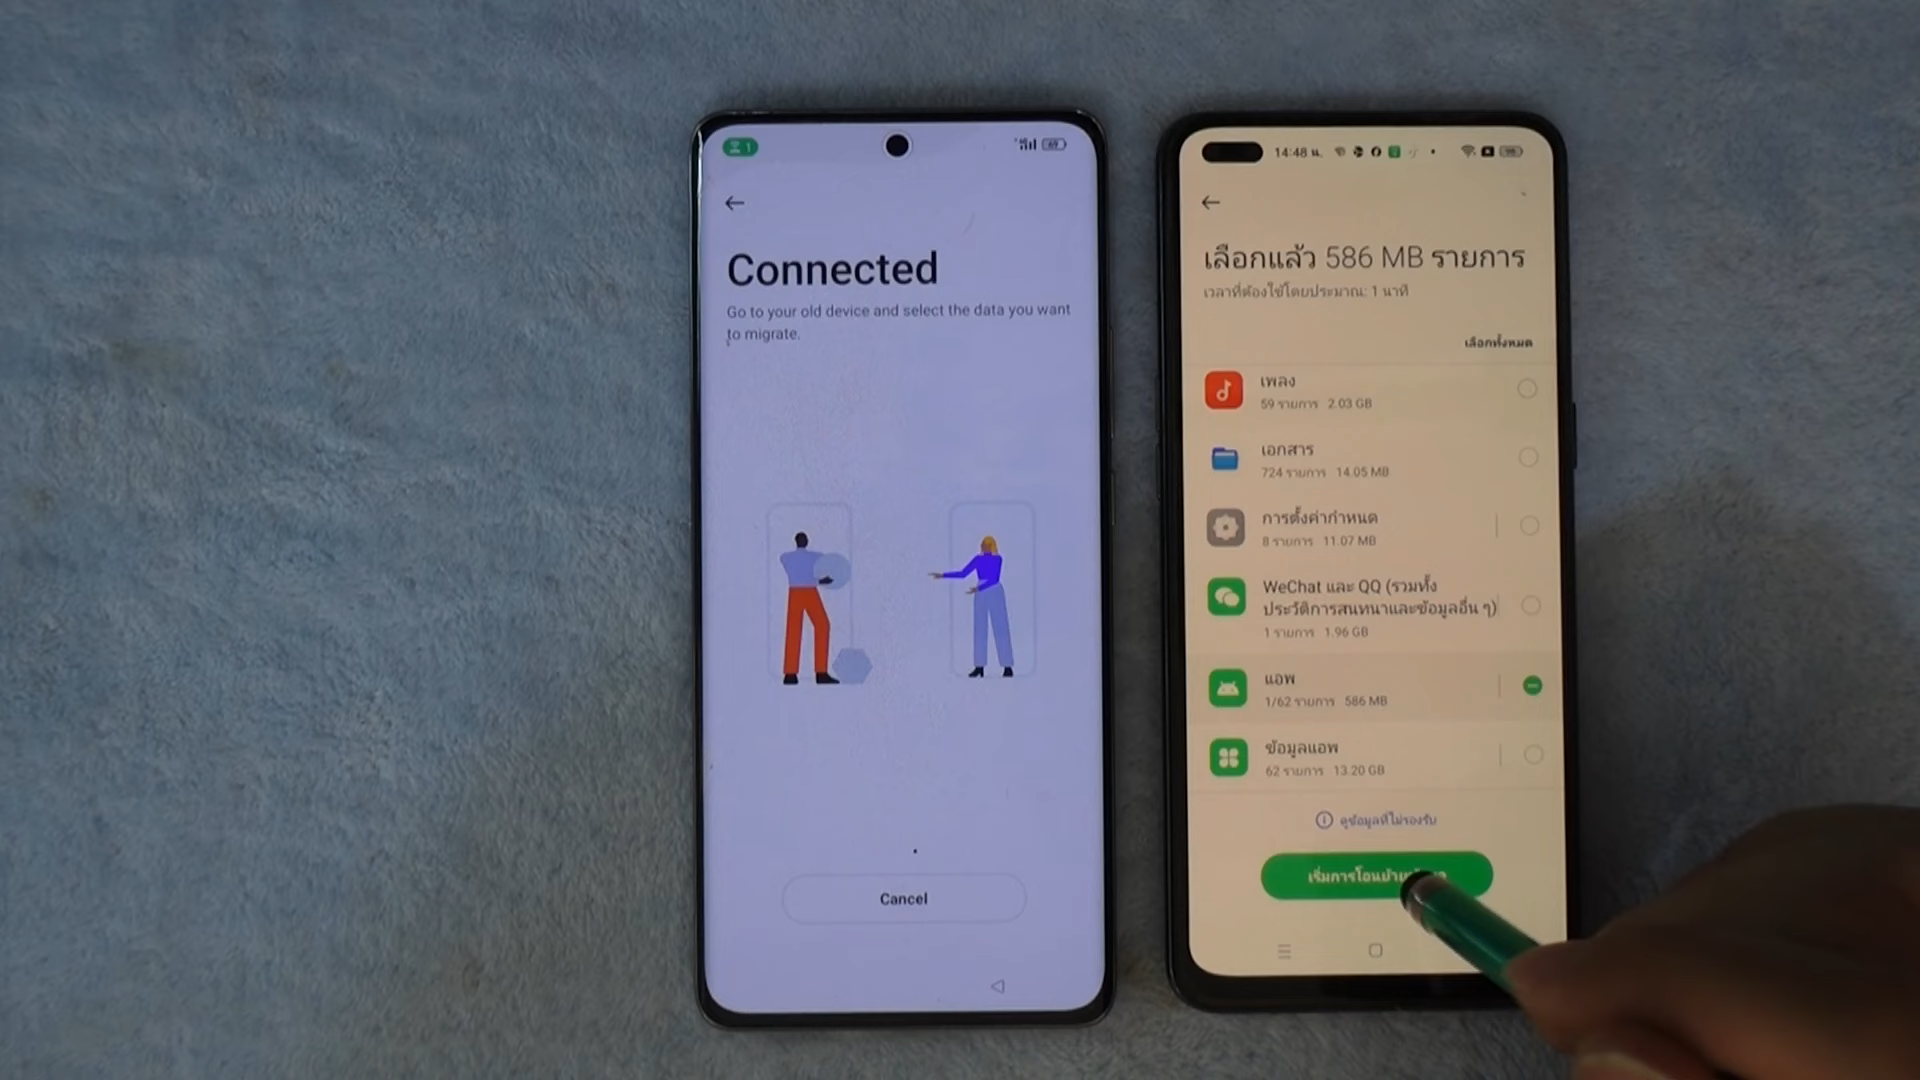 1
69
Connected
Go to your old device and select the data you want
to migrate.
Cancel
14:48 น.
เลือกแล้ว 586 MB รายการ
เวลาที่ต้องใช้โดยประมาณ: 1 นาที
เลือกทั้งหมด
เพลง
59 รายการ 2.03 GB
เอกสาร
724 รายการ 14.05 MB
การตั้งค่ากำหนด
8 รายการ 11.07 MB
WeChat และ QQ (รวมทั้ง
ประวัติการสนทนาและข้อมูลอื่น ๆ)
1 รายการ 1.96 GB
แอพ
1/62 รายการ 586 MB
ข้อมูลแอพ
62 รายการ 13.20 GB
ดูข้อมูลที่ไม่รองรับ
เริ่มการโอนย้าย